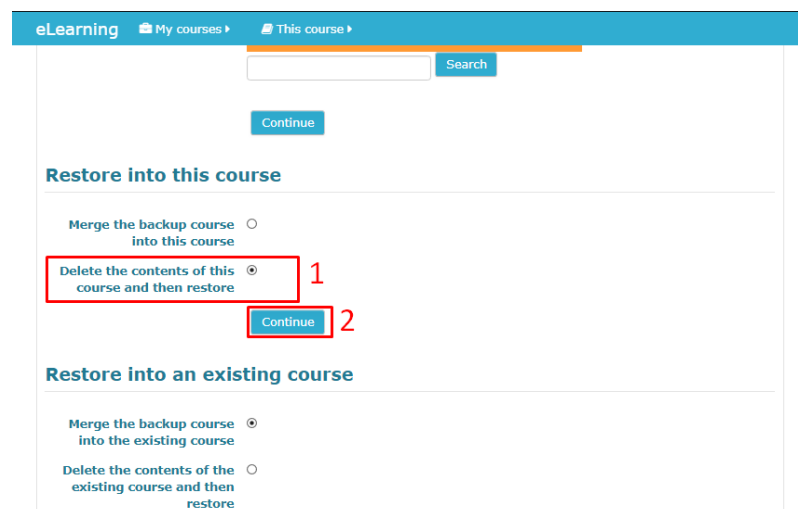 eLearning My courses This course
Search
Continue
Restore into this course
Merge the backup course
into this course
Delete the contents of this
course and then restore
1
Continue
2
Restore into an existing course
Merge the backup course
into the existing course
Delete the contents of the
existing course and then
restore